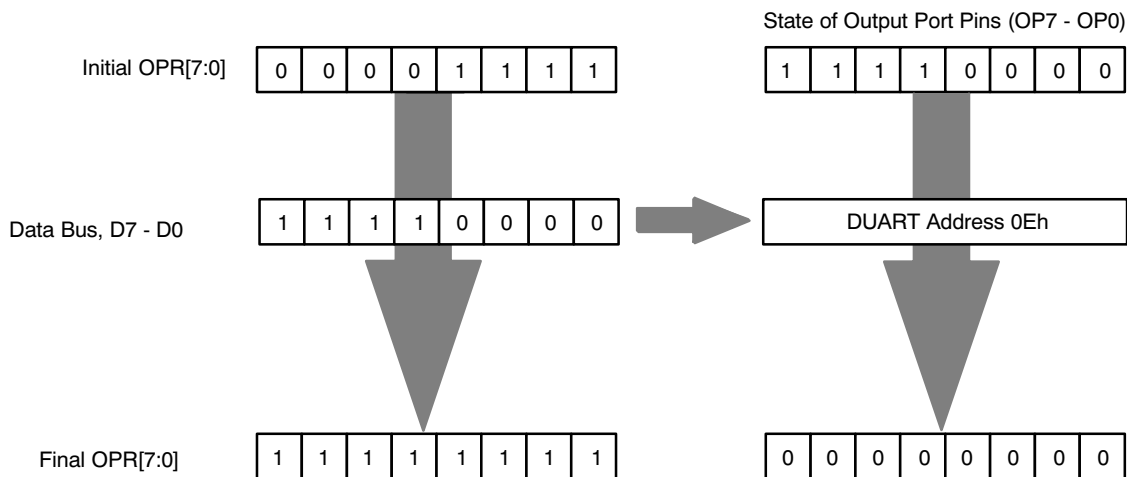 State of Output Port Pins (OP7 - OP0)
Initial OPR[7:0] 0 0 0 0 1 1 1 1 1 1 1 1 0 0 0 0
Data Bus, D7 - D0 1 1 1 1 0 0 0 0 DUART Address 0Eh
Final OPR[7:0] 1 1 1 1 1 1 1 1 0 0 0 0 0 0 0 0